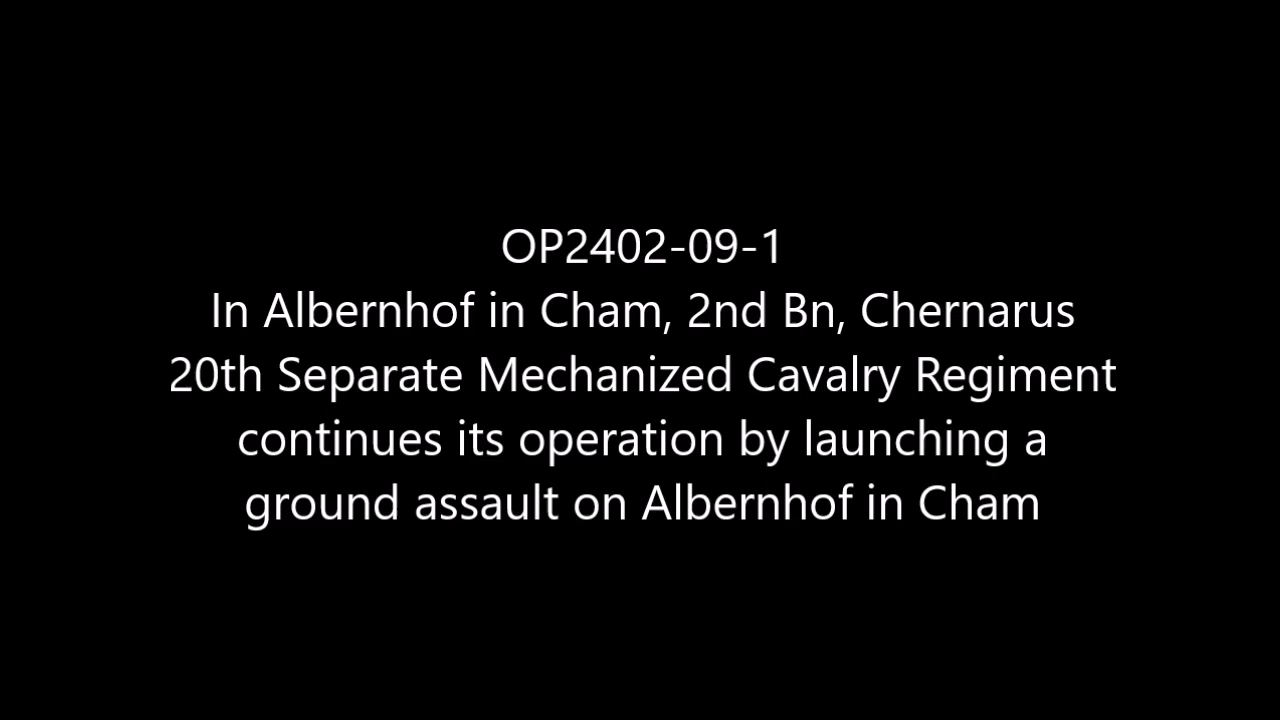 OP2402-09-1
In Albernhof in Cham, 2nd Bn, Chernarus
20th Separate Mechanized Cavalry Regiment
continues its operation by launching a
ground assault on Albernhof in Cham